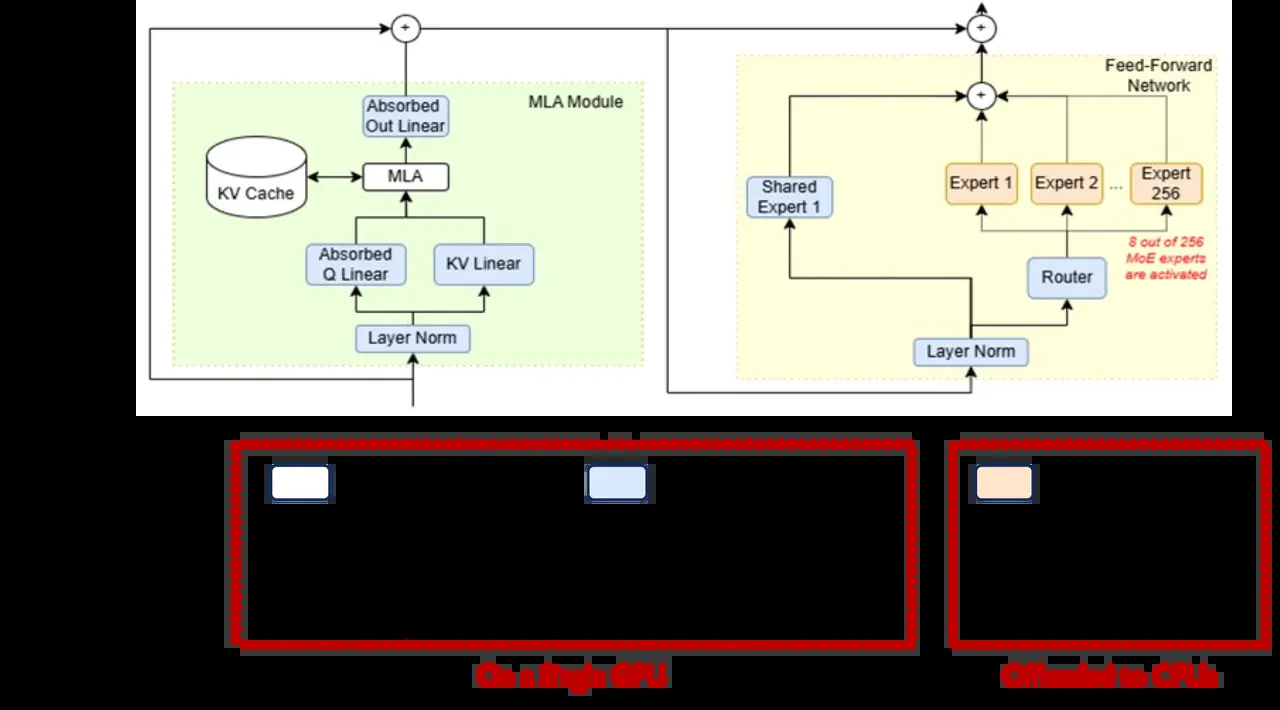 Feed-Forward
Network
MLA Module
Absorbed
Out Linear
KV Cache
MLA
Absorbed
Q Linear
KV Linear
Layer Norm
Shared
Expert 1
Expert 1
Expert 2
...
Expert
256
8 out of 256
MoE experts
are activated
Router
Layer Norm
+
+
+
On a Single GPU
Offloaded to CPUs